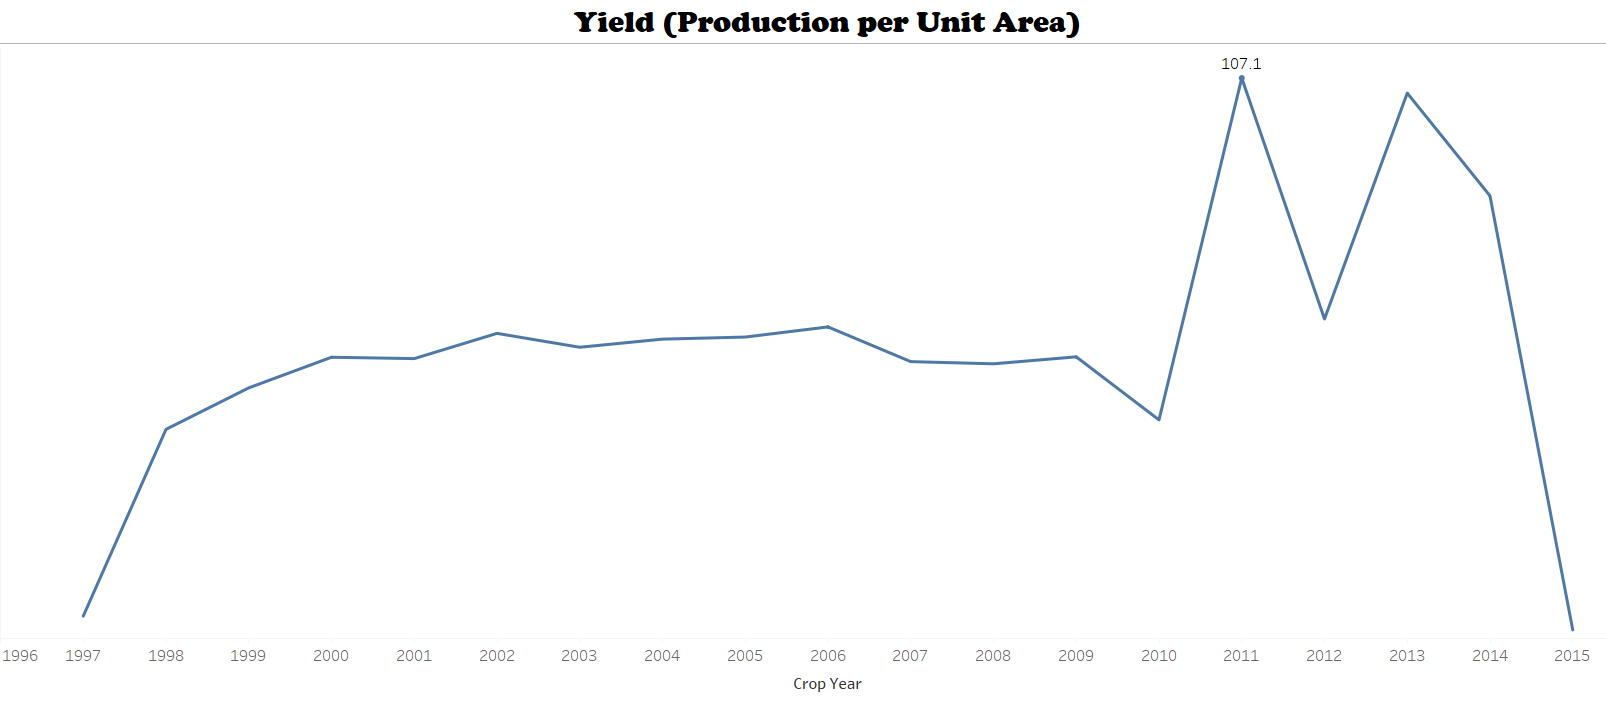 Yield (Production per Unit Area)
107.1
1996 1997 1998 1999 2000 2001 2002 2003 2004 2005 2006 2007 2008 2009 2010 2011 2012 2013 2014 2015
Crop Year